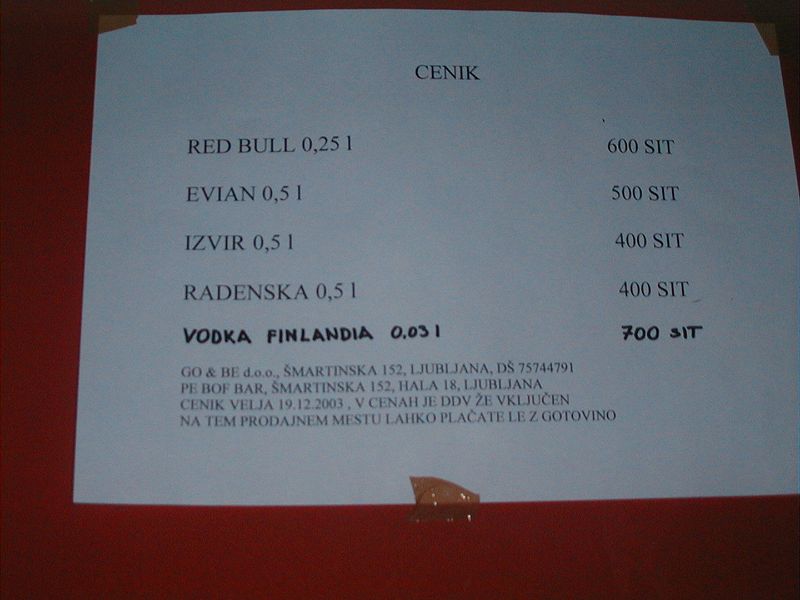 CENIK
RED BULL 0,25 l 600 SIT
EVIAN 0,5 l 500 SIT
IZVIR 0,5 l 400 SIT
RADENSKA 0,5 l 400 SIT
VODKA FINLANDIA 0.03 l 700 SIT
GO & BE d.o.o., ŠMARTINSKA 152, LJUBLJANA, DŠ 75744791
PE BOF BAR, ŠMARTINSKA 152, HALA 18, LJUBLJANA
CENIK VELJA 19.12.2003 , V CENAH JE DDV ŽE VKLJUČEN
NA TEM PRODAJNEM MESTU LAHKO PLAČATE LE Z GOTOVINO